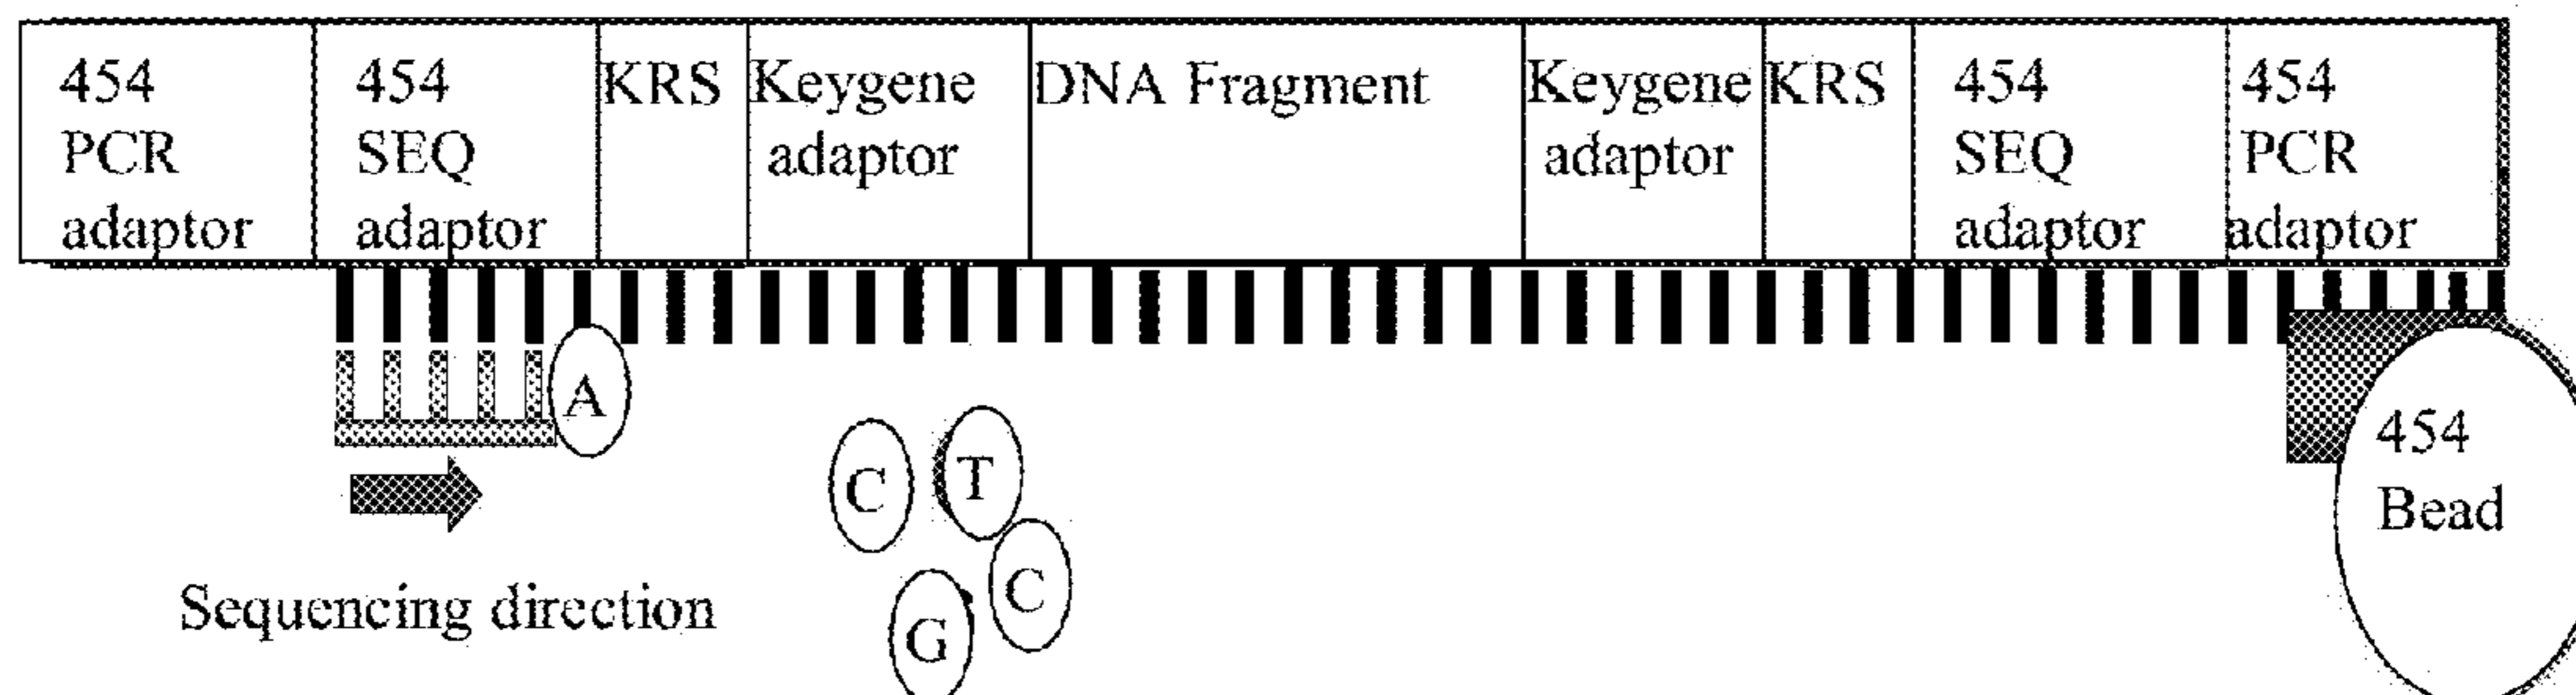 454
PCR
adaptor
454
SEQ
adaptor
KRS
Keygene
adaptor
DNA Fragment
Keygene
adaptor
KRS
454
SEQ
adaptor
454
PCR
adaptor
A
C
T
C
G
454
Bead
Sequencing direction